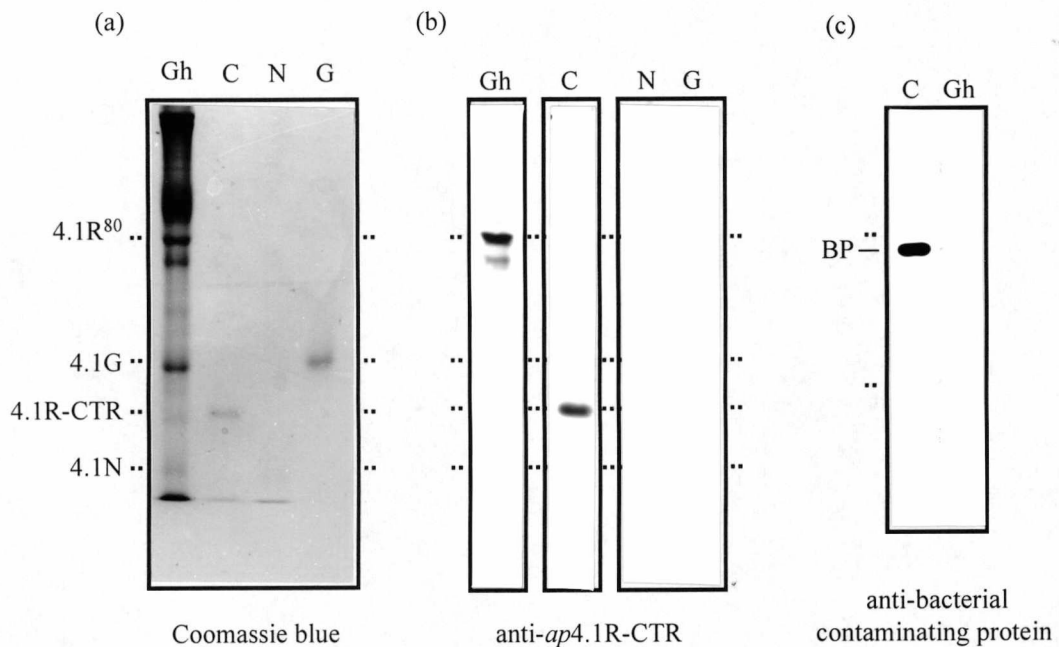 (a)
(b)
(c)
Gh C N G
Gh C N G
C Gh
4.1R⁸⁰
BP
4.1G
4.1R-CTR
4.1N
Coomassie blue
anti-ap4.1R-CTR
anti-bacterial
contaminating protein